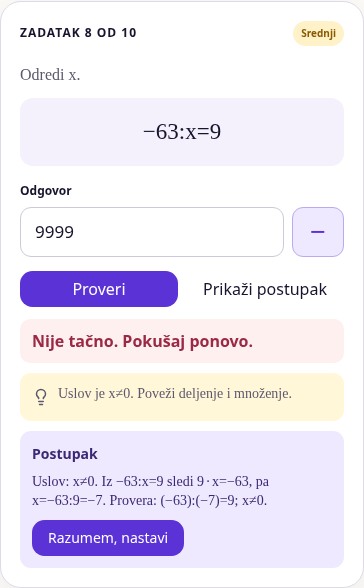 ZADATAK 8 OD 10
Srednji
Odredi x.
−63:x=9
Odgovor
9999
−
Proveri
Prikaži postupak
Nije tačno. Pokušaj ponovo.
Uslov je x≠0. Poveži deljenje i množenje.
Postupak
Uslov: x≠0. Iz −63:x=9 sledi 9·x=−63, pa
x=−63:9=−7. Provera: (−63):(−7)=9; x≠0.
Razumem, nastavi